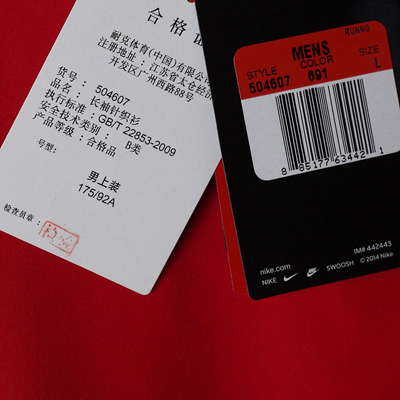 合格证
耐克体育(中国)有限公
注册地址: 江苏省太仓经济
开发区广州西路88号
货号: 504607
品名: 长袖针织衫
执行标准: GB/T 22853-2009
安全技术类别: B类
产品等级: 合格品
号型:
男上装
175/92A
检查员章:
RUNNG
MENS
STYLE COLOR SIZE
504607 691 L
8 85177 63442 1
IM# 442443
nike.com
NIKE SWOOSH © 2014 Nike